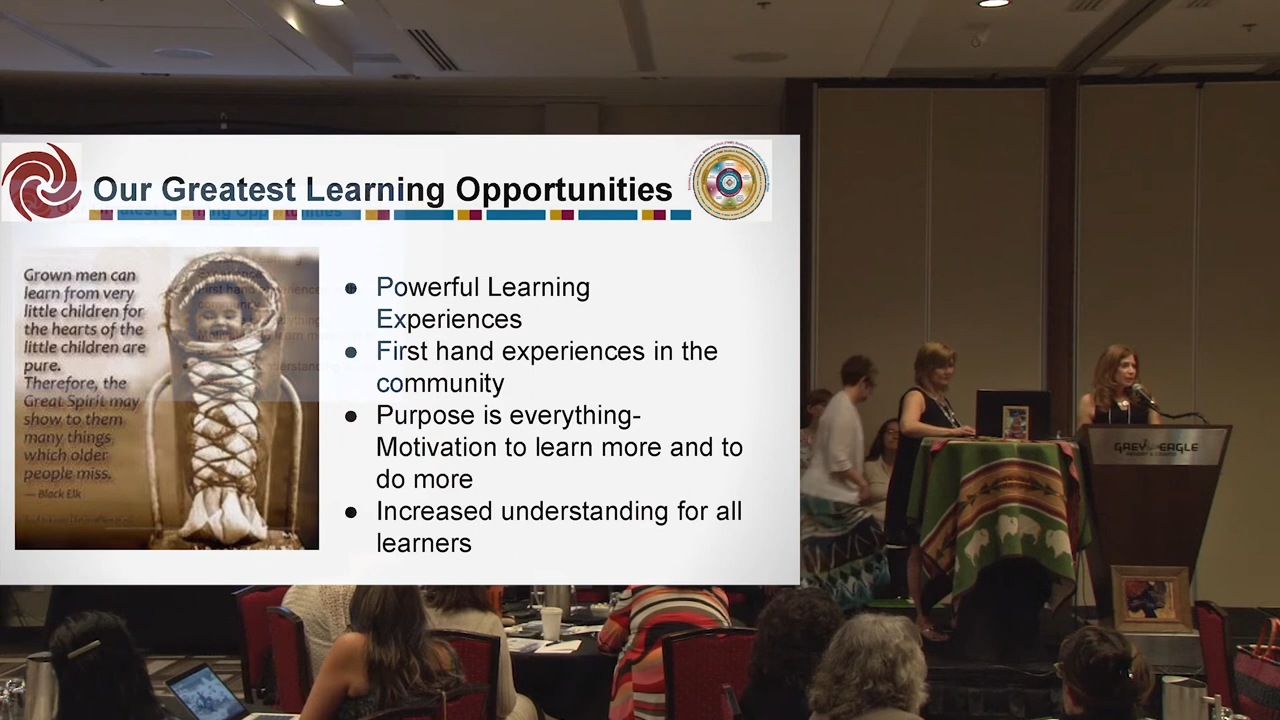 Our Greatest Learning Opportunities
Grown men can
learn from very
little children for
the hearts of the
little children are
pure.
Therefore, the
Great Spirit may
show to them
many things
which older
people miss.
— Black Elk
● Powerful Learning
Experiences
● First hand experiences in the
community
● Purpose is everything-
Motivation to learn more and to
do more
● Increased understanding for all
learners
GREY EAGLE
RESORT & CASINO